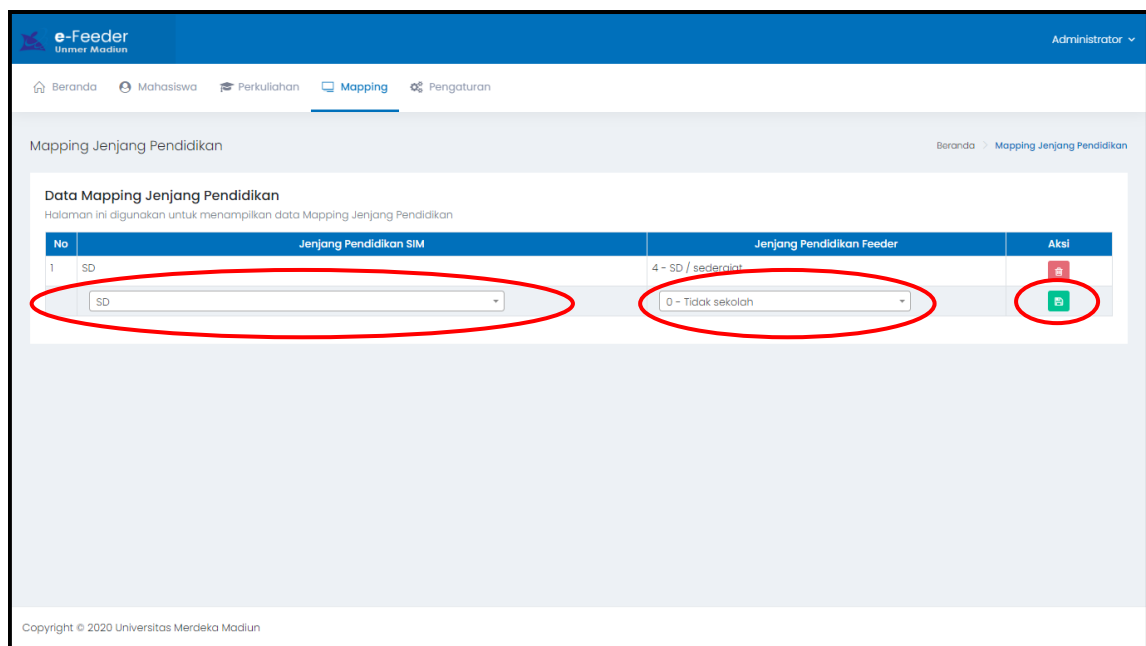 e-Feeder
Unmer Madiun
Administrator
Beranda Mahasiswa Perkuliahan Mapping Pengaturan
Mapping Jenjang Pendidikan
Beranda > Mapping Jenjang Pendidikan
Data Mapping Jenjang Pendidikan
Halaman ini digunakan untuk menampilkan data Mapping Jenjang Pendidikan
No Jenjang Pendidikan SIM Jenjang Pendidikan Feeder Aksi
1 SD 4 - SD / sederajat
SD 0 - Tidak sekolah
Copyright © 2020 Universitas Merdeka Madiun